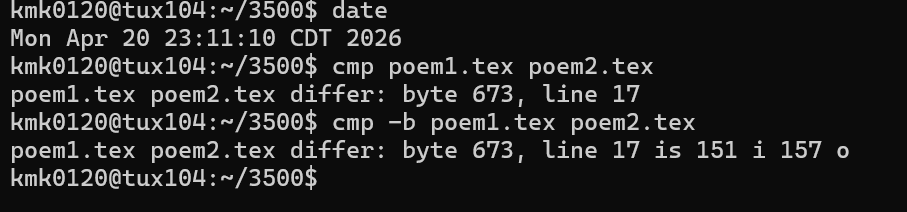 kmk0120@tux104:~/3500$ date
Mon Apr 20 23:11:10 CDT 2026
kmk0120@tux104:~/3500$ cmp poem1.tex poem2.tex
poem1.tex poem2.tex differ: byte 673, line 17
kmk0120@tux104:~/3500$ cmp -b poem1.tex poem2.tex
poem1.tex poem2.tex differ: byte 673, line 17 is 151 i 157 o
kmk0120@tux104:~/3500$